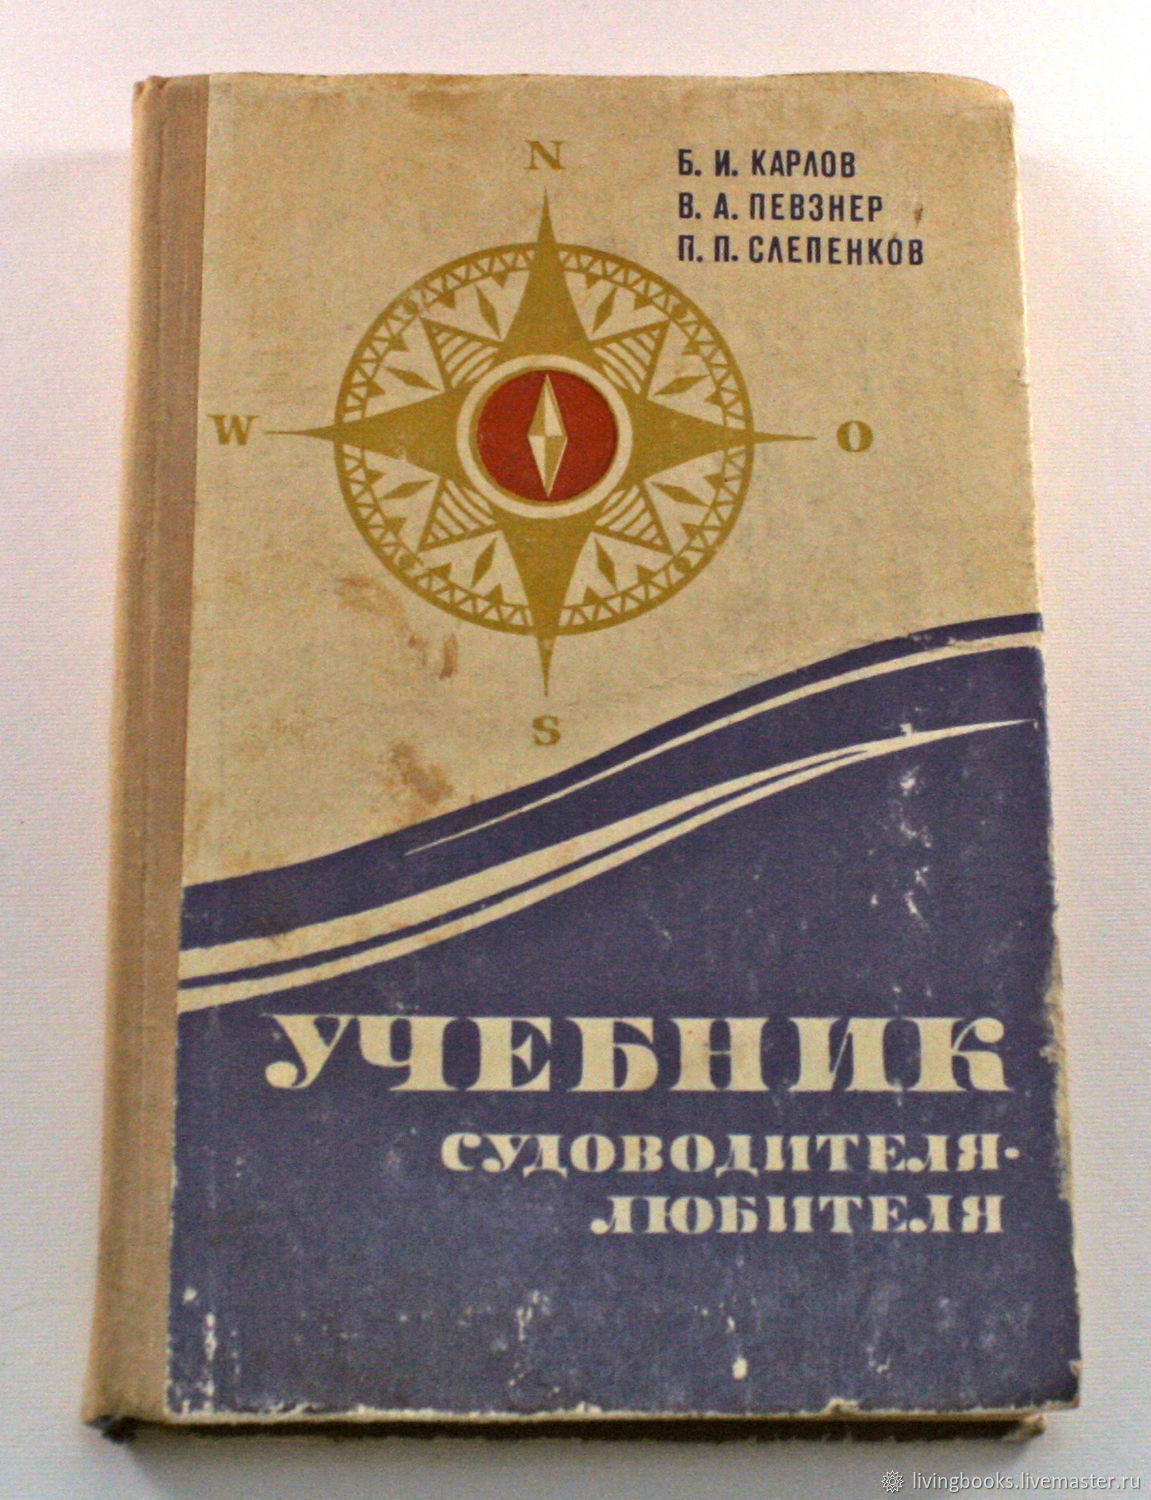 N
Б. И. КАРЛОВ
В. А. ПЕВЗНЕР
П. П. СЛЕПЕНКОВ
W
O
S
УЧЕБНИК
СУДОВОДИТЕЛЯ-
ЛЮБИТЕЛЯ
livingbooks.livemaster.ru